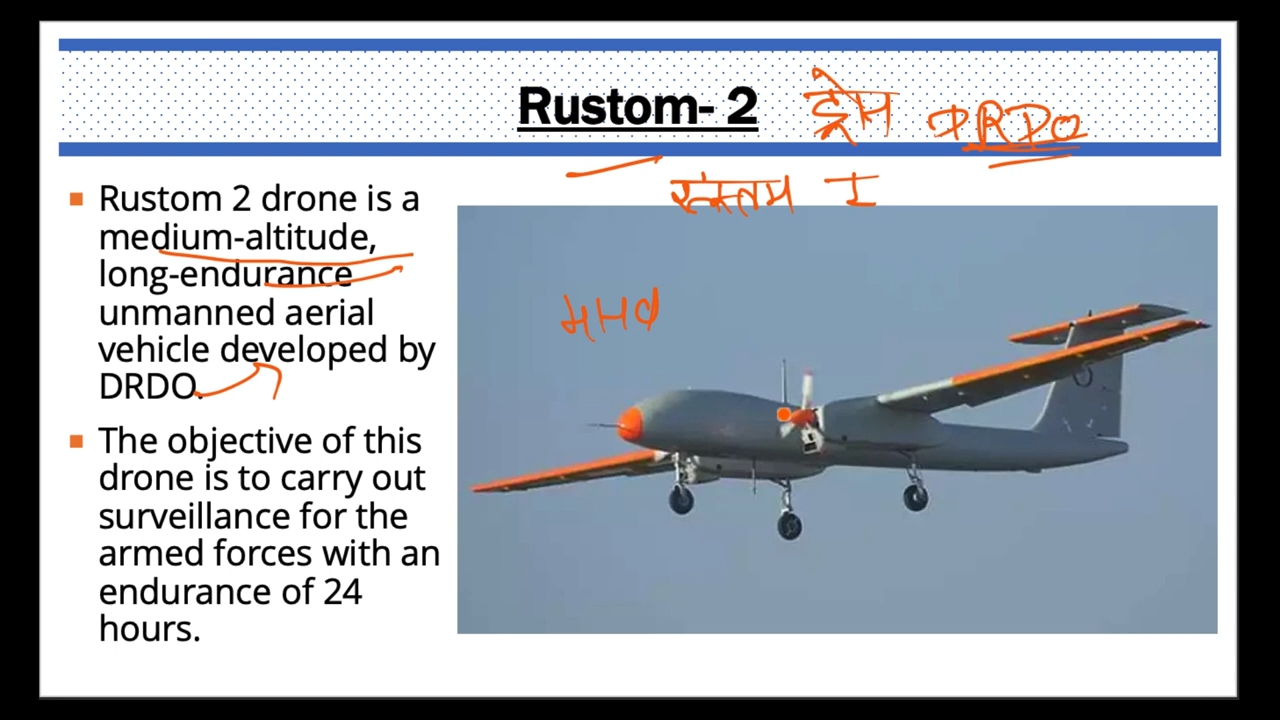 Rustom- 2 DRDO
Rustom 2 drone is a
medium-altitude,
long-endurance
unmanned aerial
vehicle developed by
DRDO.
The objective of this
drone is to carry out
surveillance for the
armed forces with an
endurance of 24
hours.